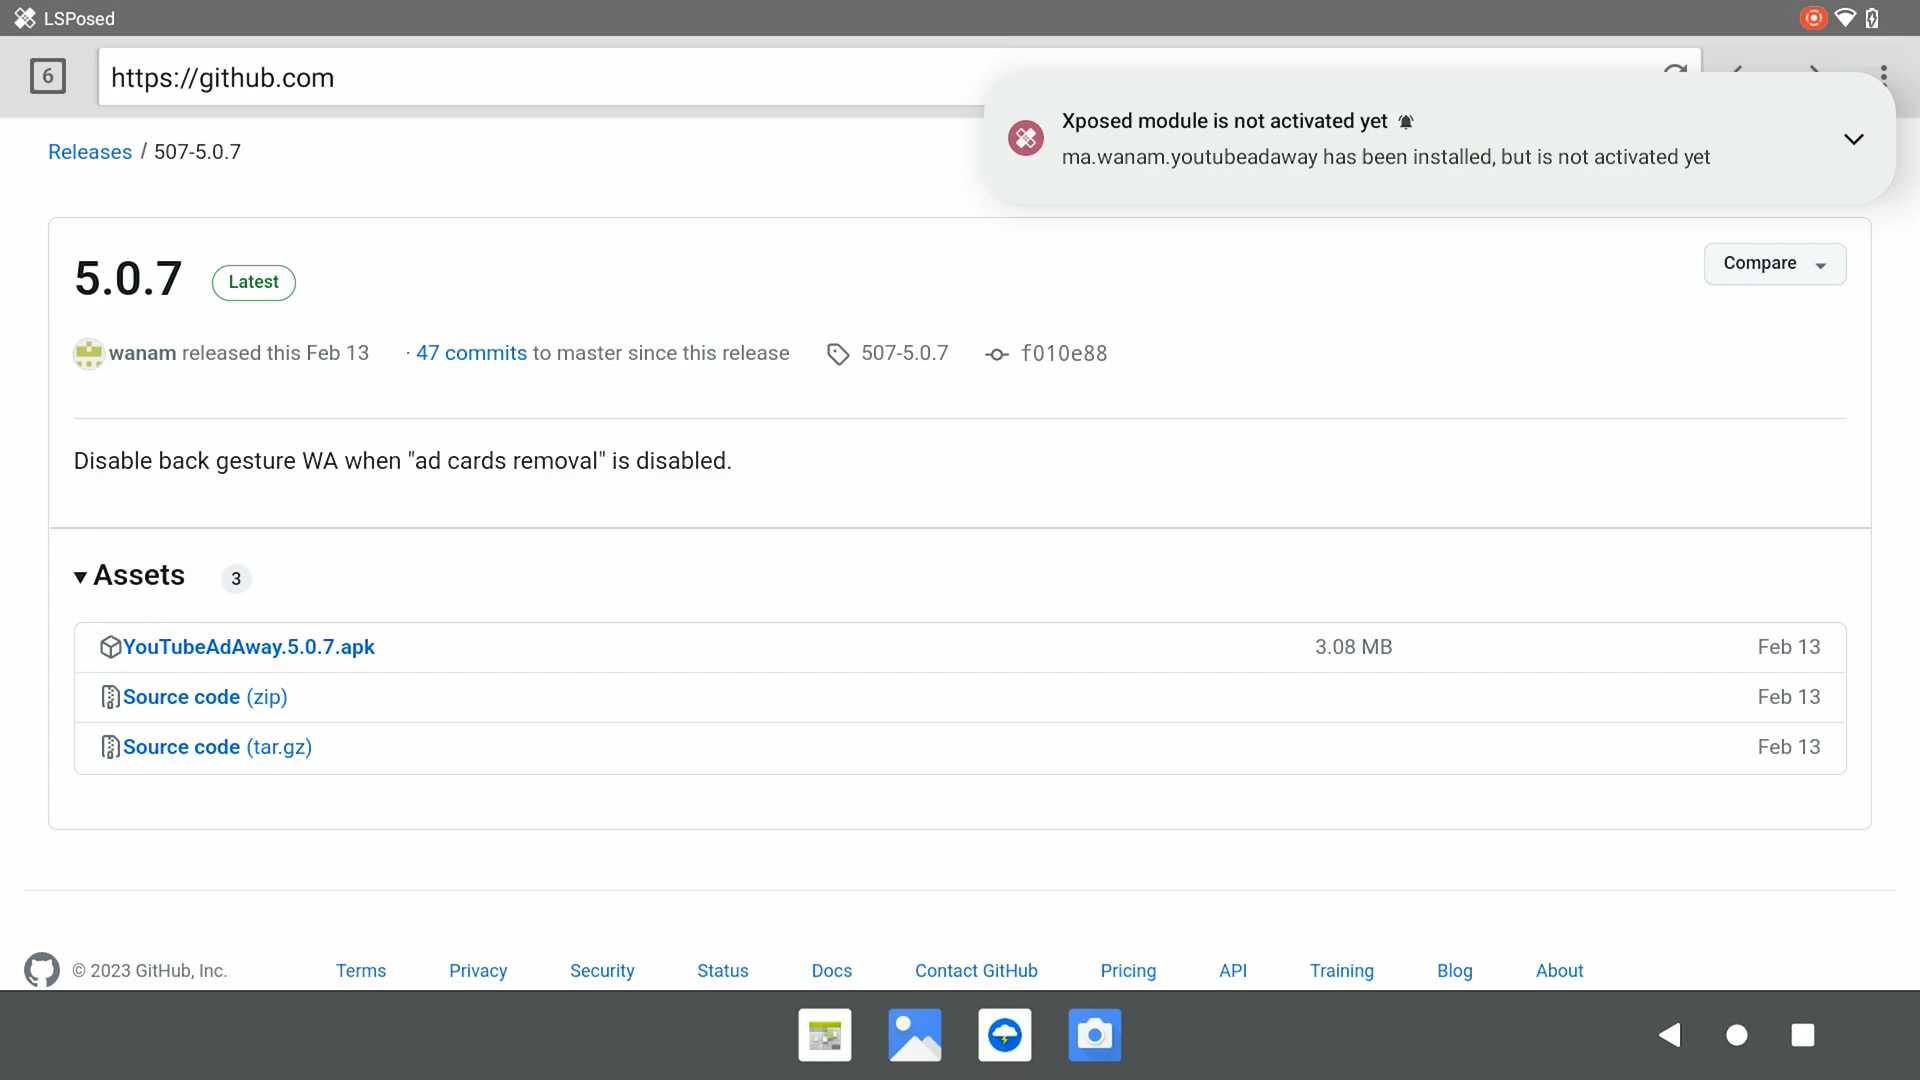 LSPosed
6
https://github.com
Xposed module is not activated yet
ma.wanam.youtubeadaway has been installed, but is not activated yet
Releases / 507-5.0.7
5.0.7
Latest
Compare
wanam released this Feb 13
· 47 commits to master since this release
507-5.0.7
f010e88
Disable back gesture WA when "ad cards removal" is disabled.
Assets 3
YouTubeAdAway.5.0.7.apk 3.08 MB Feb 13
Source code (zip) Feb 13
Source code (tar.gz) Feb 13
© 2023 GitHub, Inc. Terms Privacy Security Status Docs Contact GitHub Pricing API Training Blog About